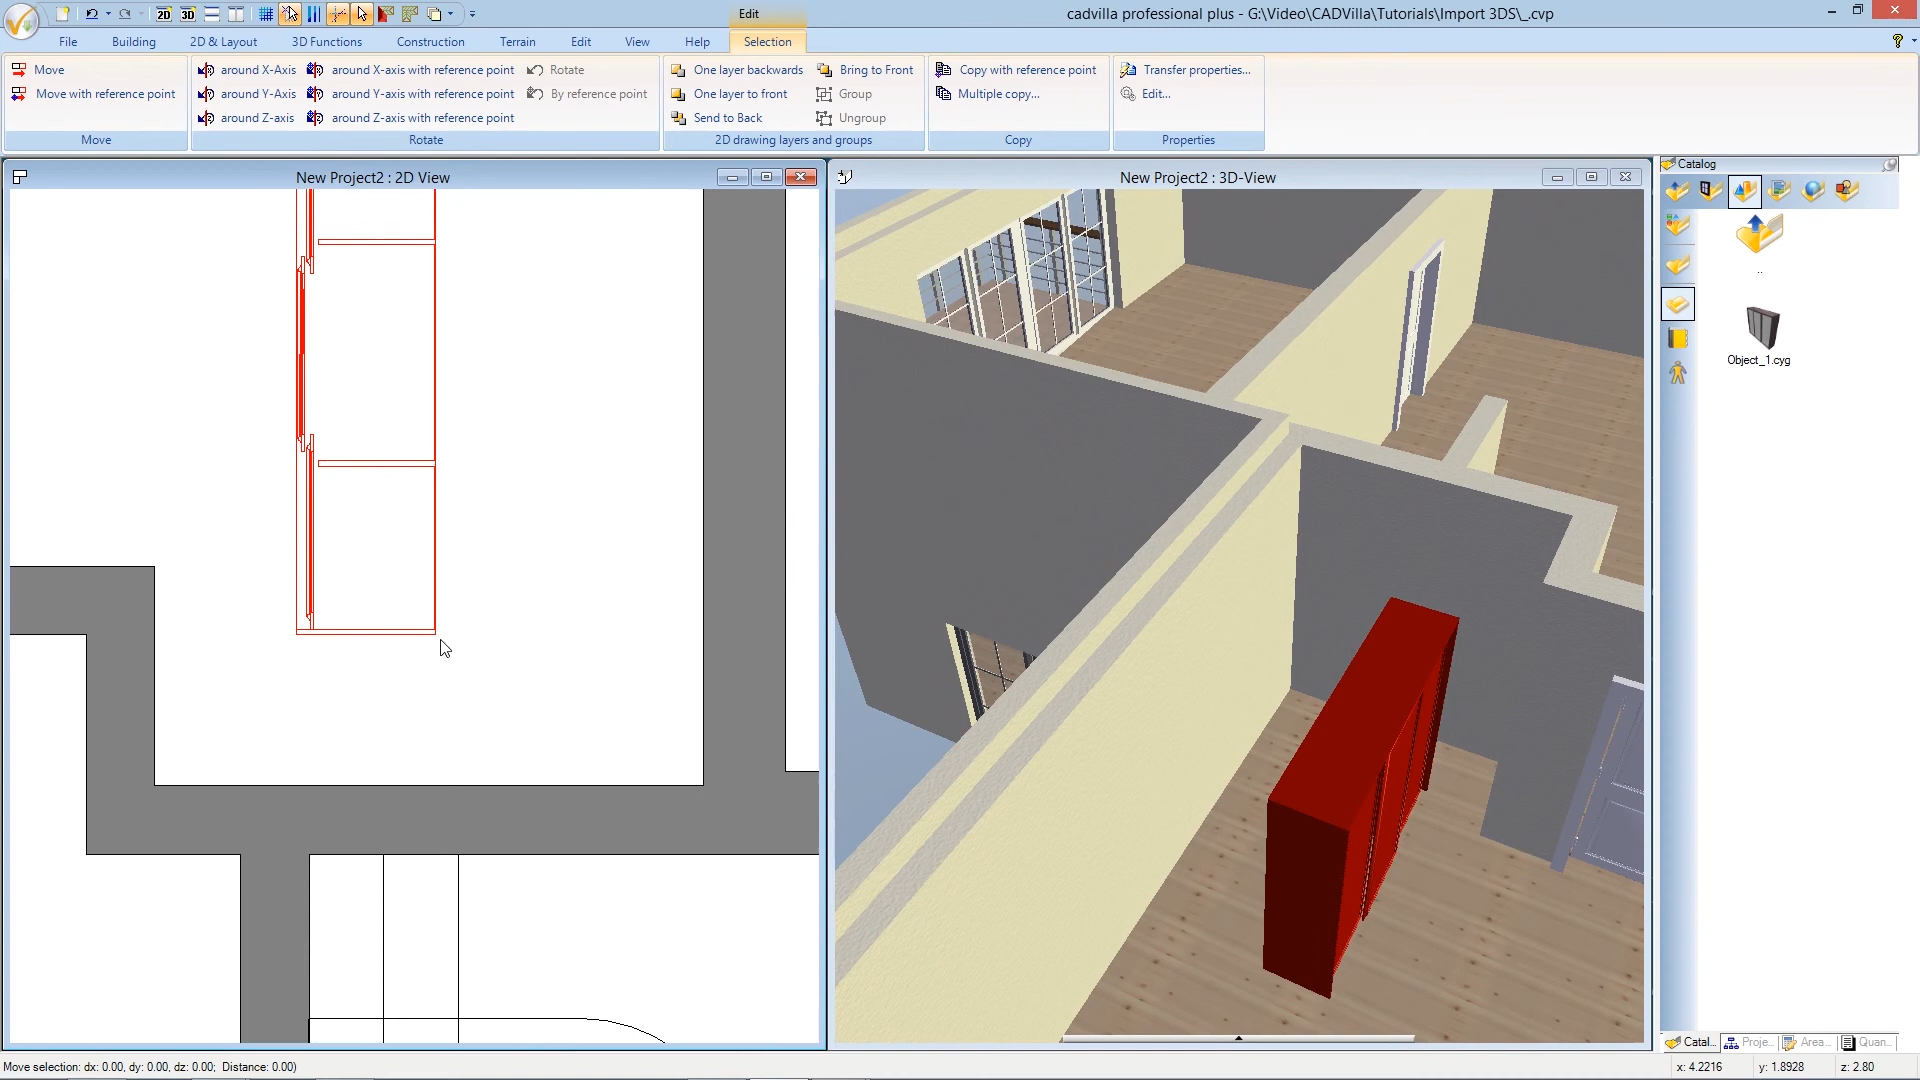 Edit
cadvilla professional plus - G:\Video\CADVilla\Tutorials\Import 3DS\_.cvp
2D 3D
File Building 2D & Layout 3D Functions Construction Terrain Edit View Help Selection
Move
Move with reference point
Move
around X-Axis around X-axis with reference point Rotate
around Y-Axis around Y-axis with reference point By reference point
around Z-axis around Z-axis with reference point
Rotate
One layer backwards Bring to Front
One layer to front Group
Send to Back Ungroup
2D drawing layers and groups
Copy with reference point
Multiple copy...
Copy
Transfer properties...
Edit...
Properties
New Project2 : 2D View
New Project2 : 3D-View
Catalog
..
Object_1.cyg
Catal... Proje... Area... Quan...
Move selection: dx: 0.00, dy: 0.00, dz: 0.00; Distance: 0.00)
x: 4.2216 y: 1.8928 z: 2.80